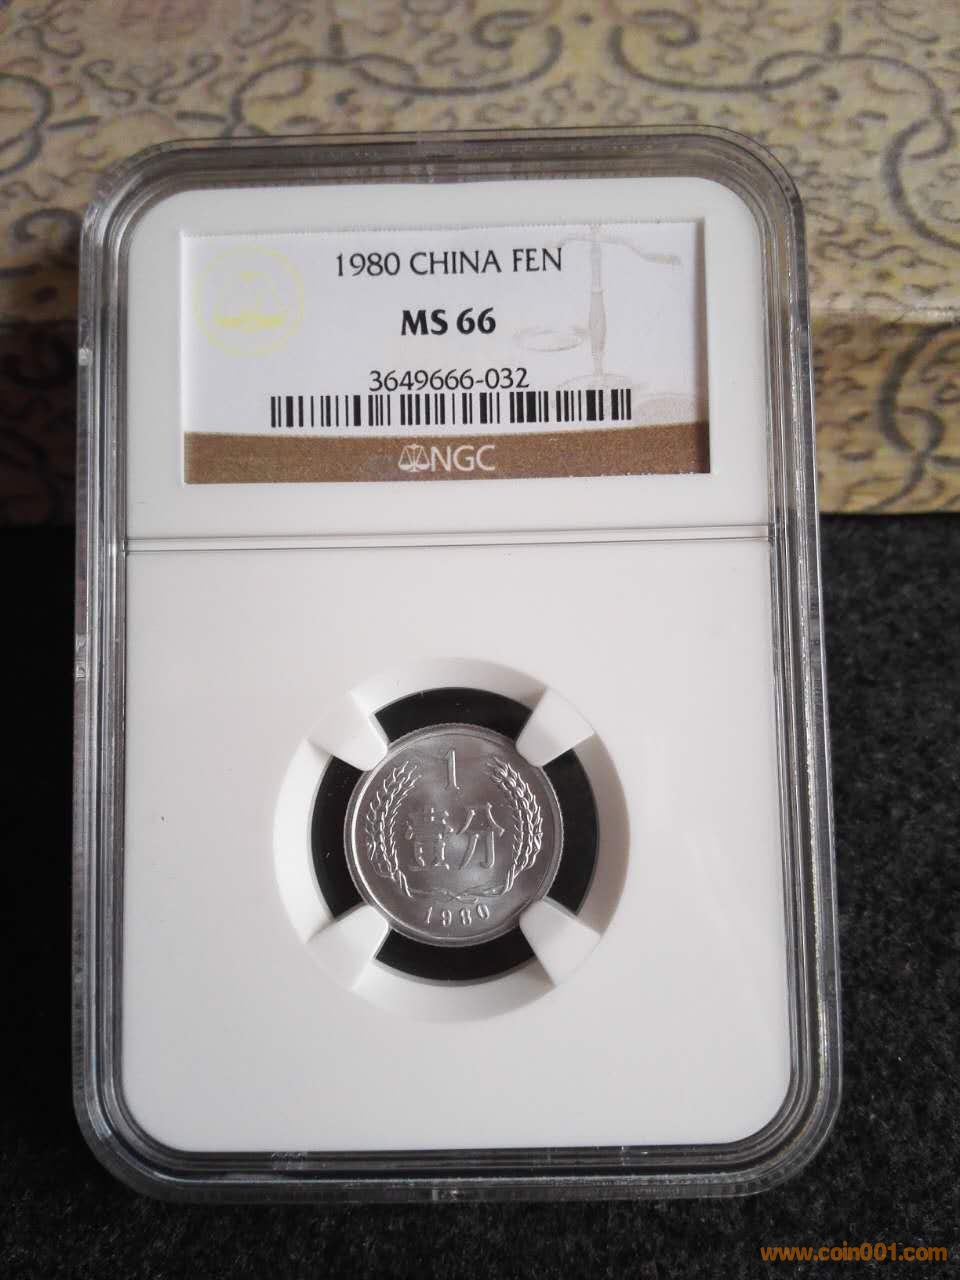 1980 CHINA FEN
MS 66
3649666-032
NGC
1
壹分
1980
www.coin001.com